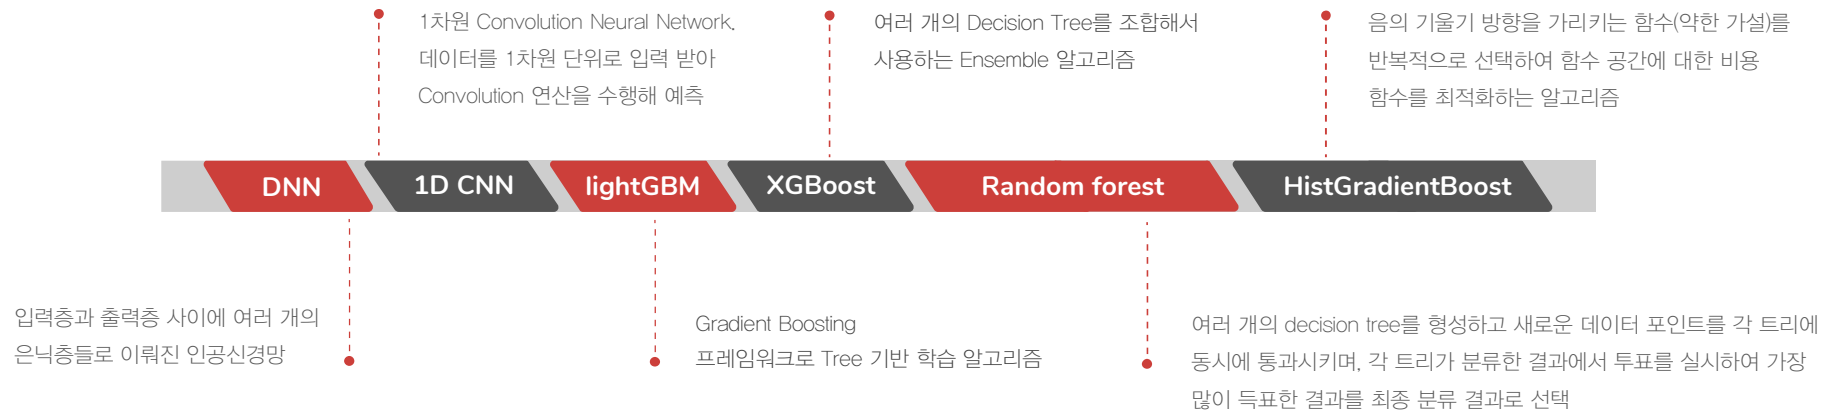 1차원 Convolution Neural Network.
데이터를 1차원 단위로 입력 받아
Convolution 연산을 수행해 예측
여러 개의 Decision Tree를 조합해서
사용하는 Ensemble 알고리즘
음의 기울기 방향을 가리키는 함수(약한 가설)를
반복적으로 선택하여 함수 공간에 대한 비용
함수를 최적화하는 알고리즘
DNN
1D CNN
lightGBM
XGBoost
Random forest
HistGradientBoost
입력층과 출력층 사이에 여러 개의
은닉층들로 이뤄진 인공신경망
Gradient Boosting
프레임워크로 Tree 기반 학습 알고리즘
여러 개의 decision tree를 형성하고 새로운 데이터 포인트를 각 트리에
동시에 통과시키며, 각 트리가 분류한 결과에서 투표를 실시하여 가장
많이 득표한 결과를 최종 분류 결과로 선택